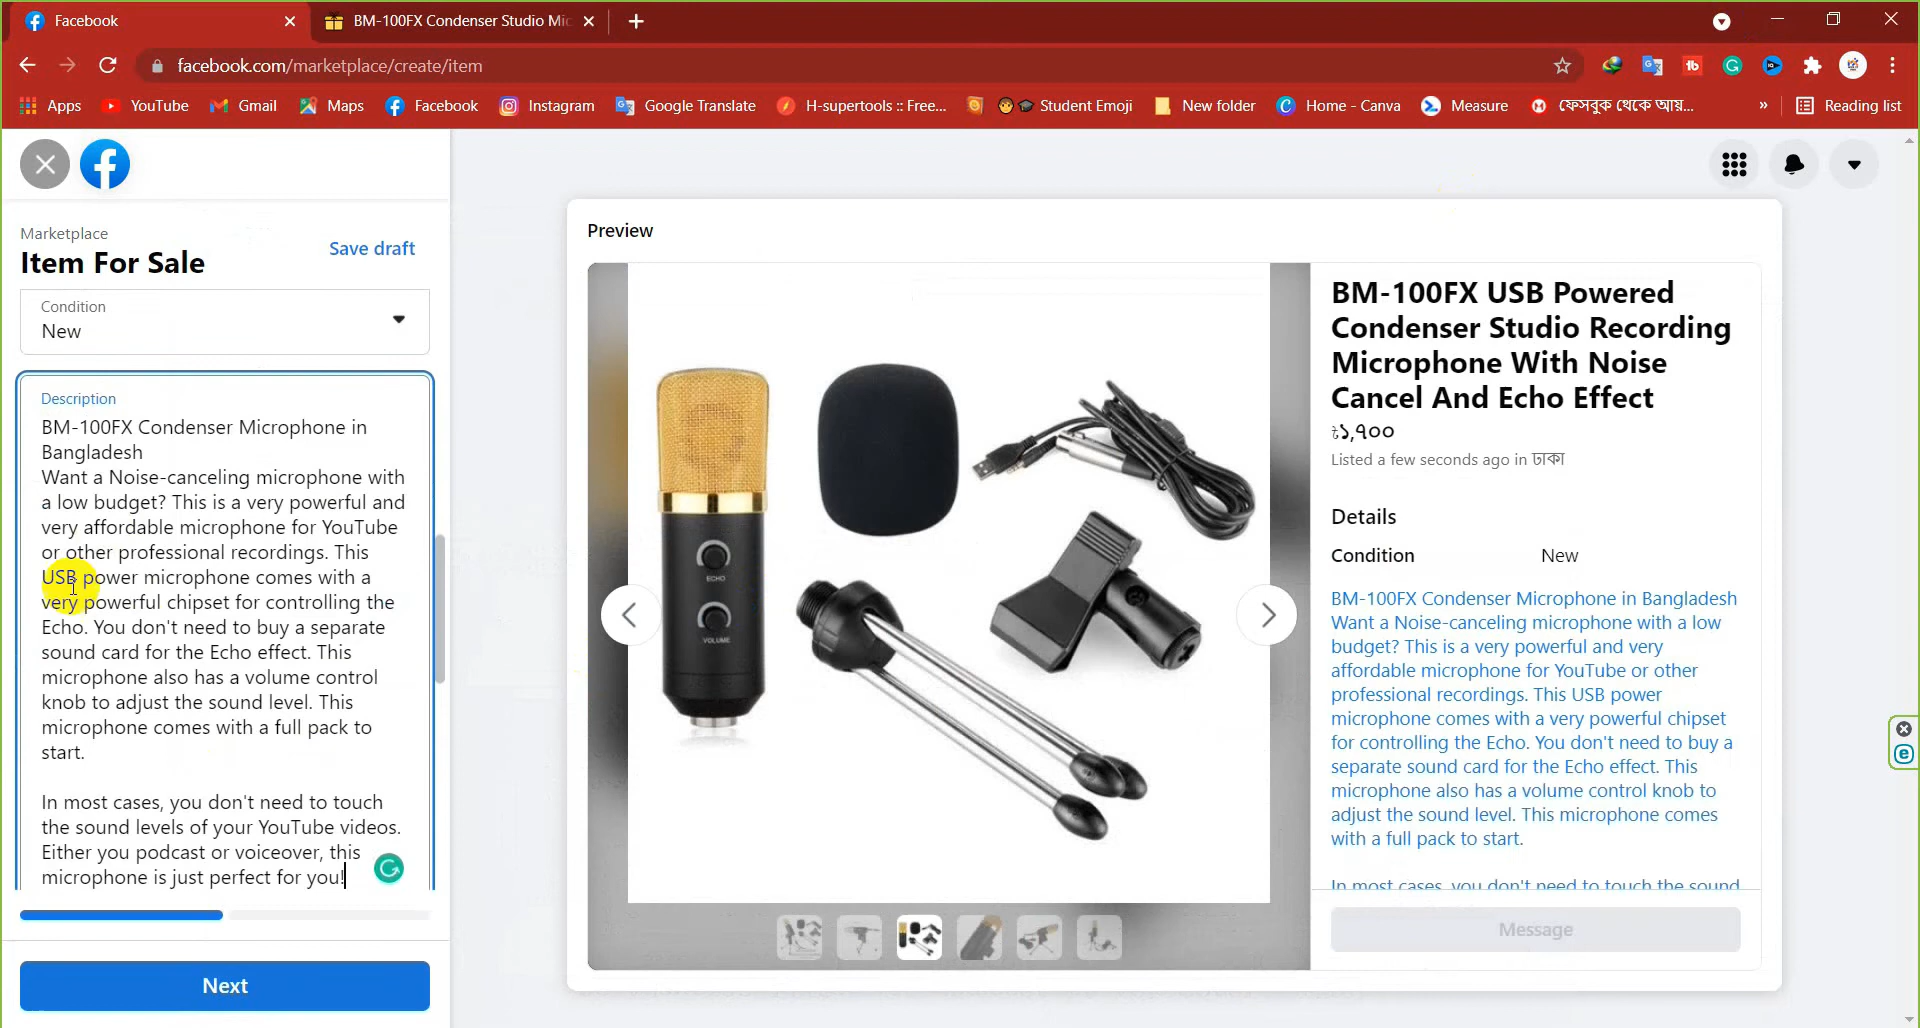 Facebook
BM-100FX Condenser Studio Mic
facebook.com/marketplace/create/item
Apps
YouTube
Gmail
Maps
Facebook
Instagram
Google Translate
H-supertools :: Free...
Student Emoji
New folder
Home - Canva
Measure
ফেসবুক থেকে আয়...
»
Reading list
Marketplace
Item For Sale
Save draft
Condition
New
Description
BM-100FX Condenser Microphone in
Bangladesh
Want a Noise-canceling microphone with
a low budget? This is a very powerful and
very affordable microphone for YouTube
or other professional recordings. This
USB power microphone comes with a
very powerful chipset for controlling the
Echo. You don't need to buy a separate
sound card for the Echo effect. This
microphone also has a volume control
knob to adjust the sound level. This
microphone comes with a full pack to
start.
In most cases, you don't need to touch
the sound levels of your YouTube videos.
Either you podcast or voiceover, this
microphone is just perfect for you!
Next
Preview
ECHO
VOLUME
BM-100FX USB Powered
Condenser Studio Recording
Microphone With Noise
Cancel And Echo Effect
৳১,৭০০
Listed a few seconds ago in ঢাকা
Details
Condition New
BM-100FX Condenser Microphone in Bangladesh
Want a Noise-canceling microphone with a low
budget? This is a very powerful and very
affordable microphone for YouTube or other
professional recordings. This USB power
microphone comes with a very powerful chipset
for controlling the Echo. You don't need to buy a
separate sound card for the Echo effect. This
microphone also has a volume control knob to
adjust the sound level. This microphone comes
with a full pack to start.
In most cases, you don't need to touch the sound
Message